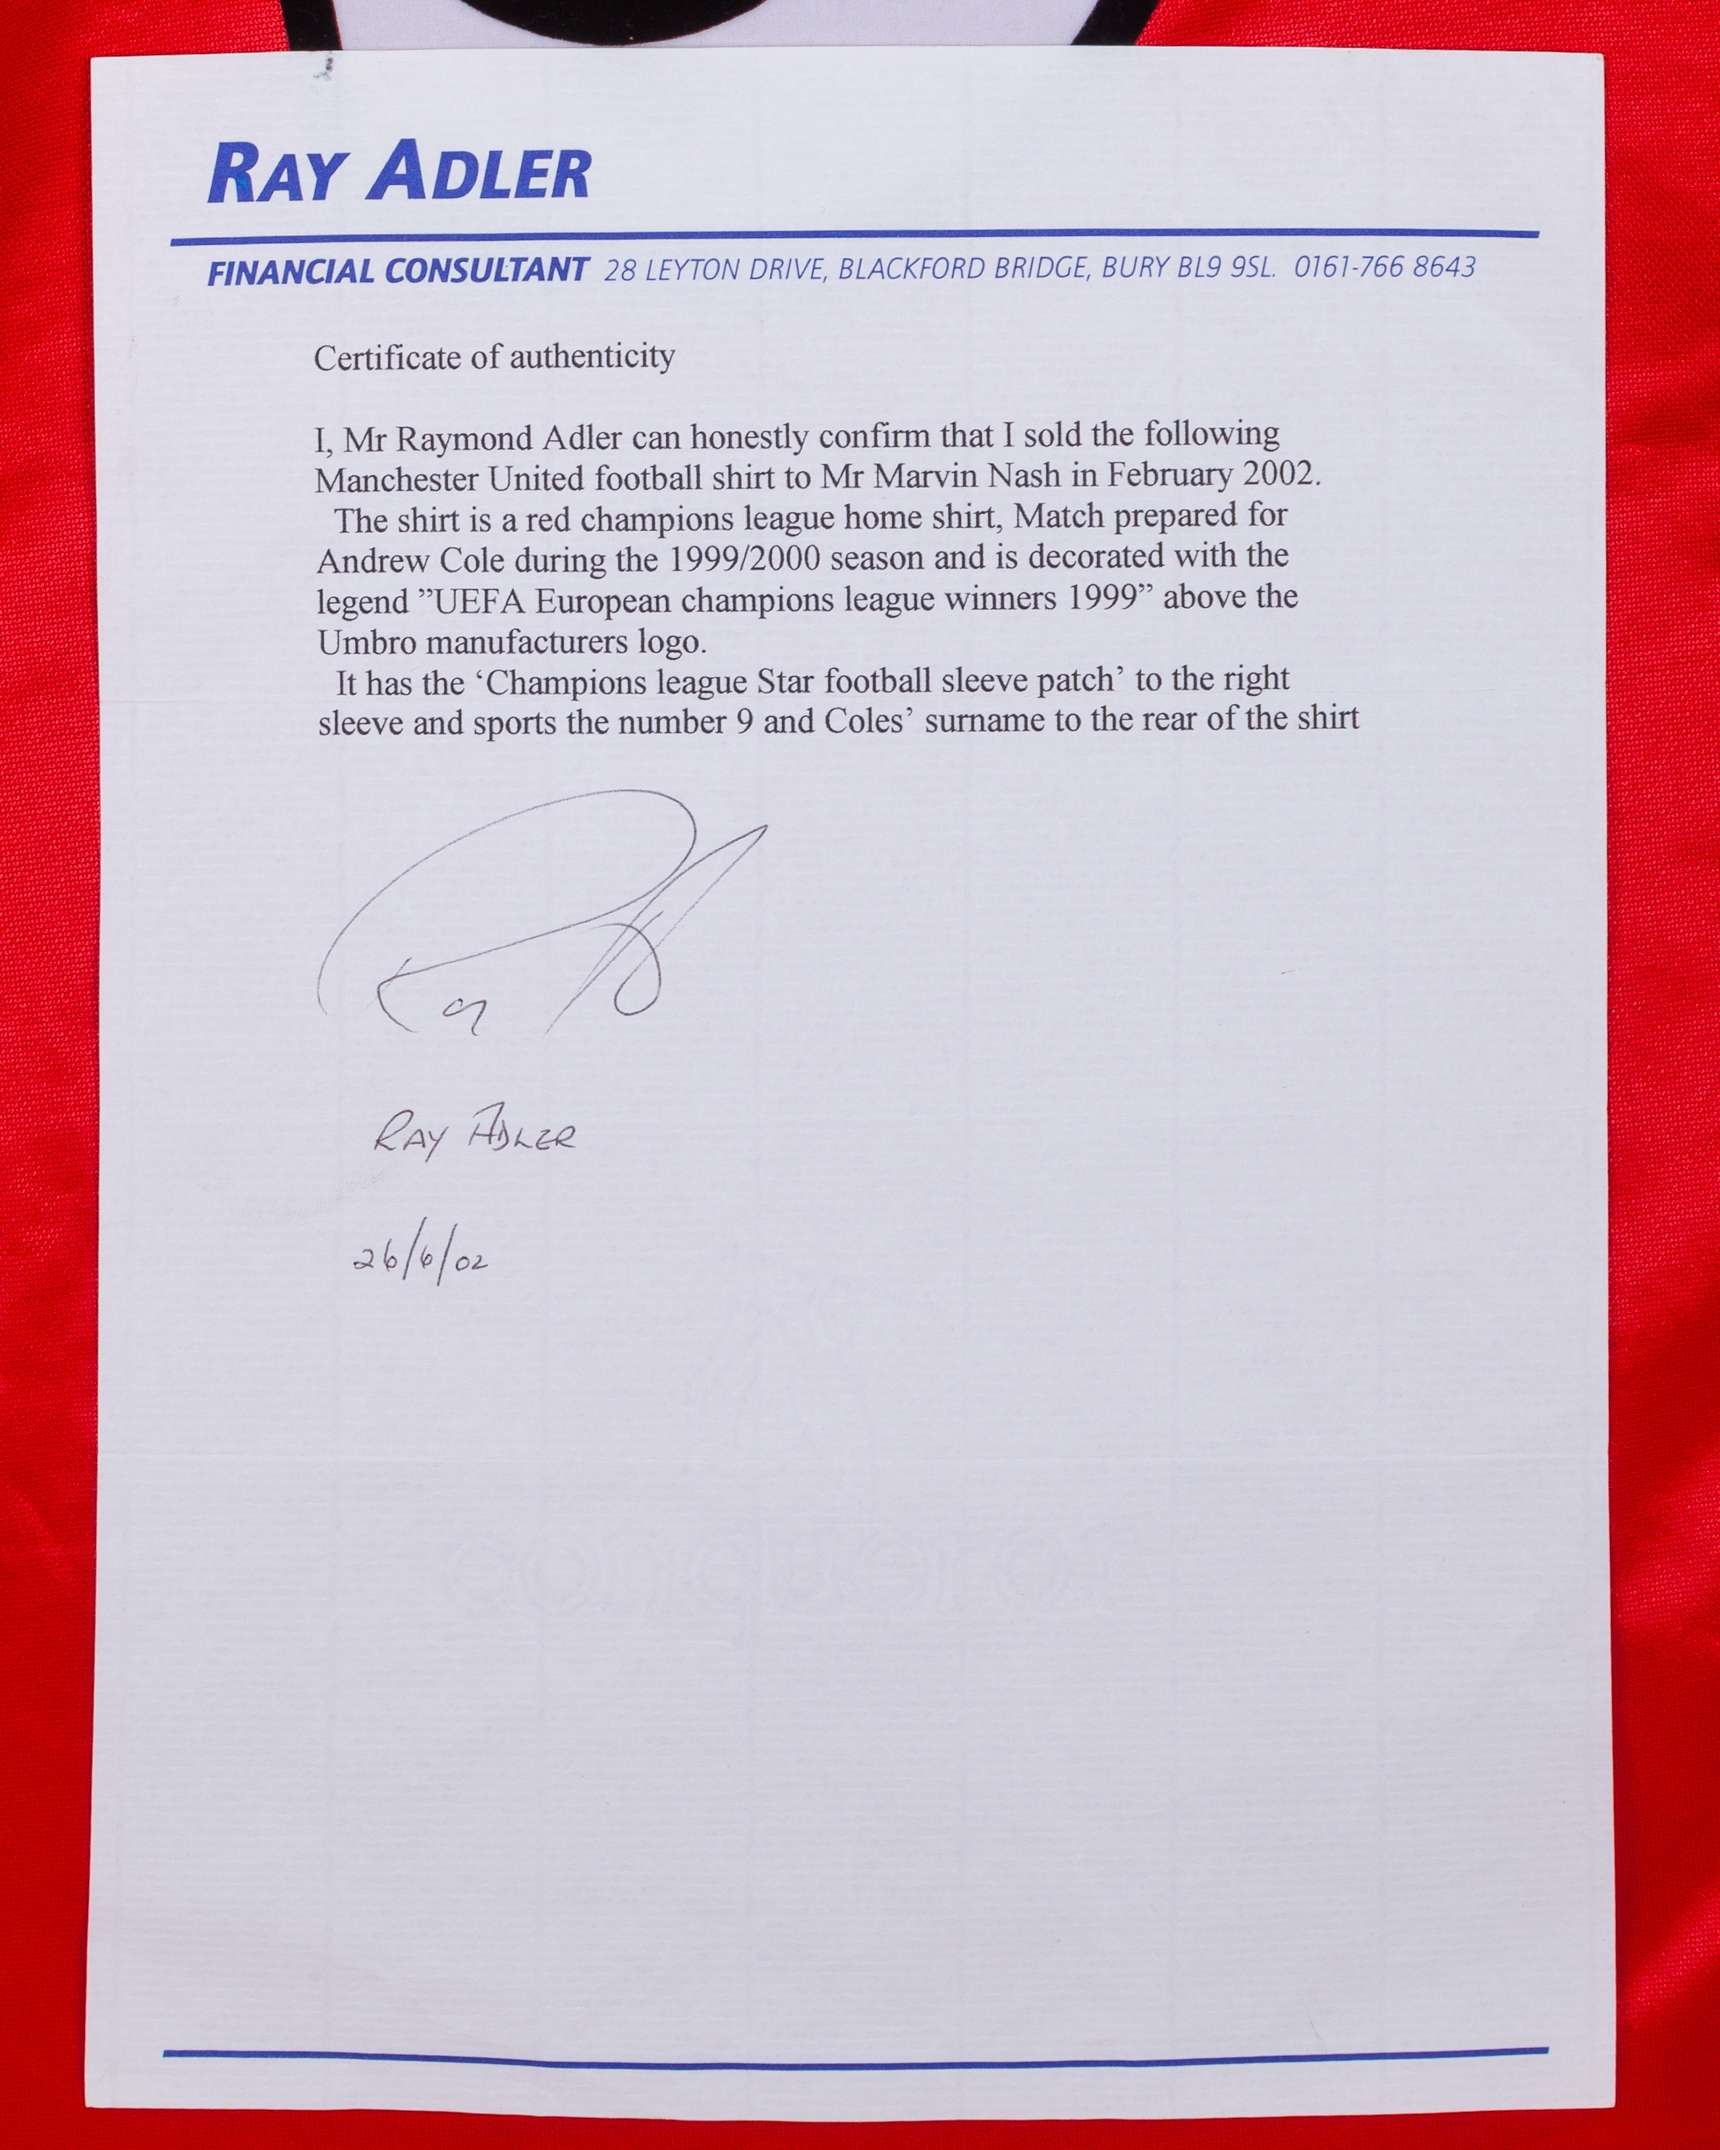 RAY ADLER
FINANCIAL CONSULTANT 28 LEYTON DRIVE, BLACKFORD BRIDGE, BURY BL9 9SL. 0161-766 8643
Certificate of authenticity
I, Mr Raymond Adler can honestly confirm that I sold the following
Manchester United football shirt to Mr Marvin Nash in February 2002.
The shirt is a red champions league home shirt, Match prepared for
Andrew Cole during the 1999/2000 season and is decorated with the
legend ”UEFA European champions league winners 1999” above the
Umbro manufacturers logo.
It has the ‘Champions league Star football sleeve patch’ to the right
sleeve and sports the number 9 and Coles’ surname to the rear of the shirt
RAY ADLER
26/6/02